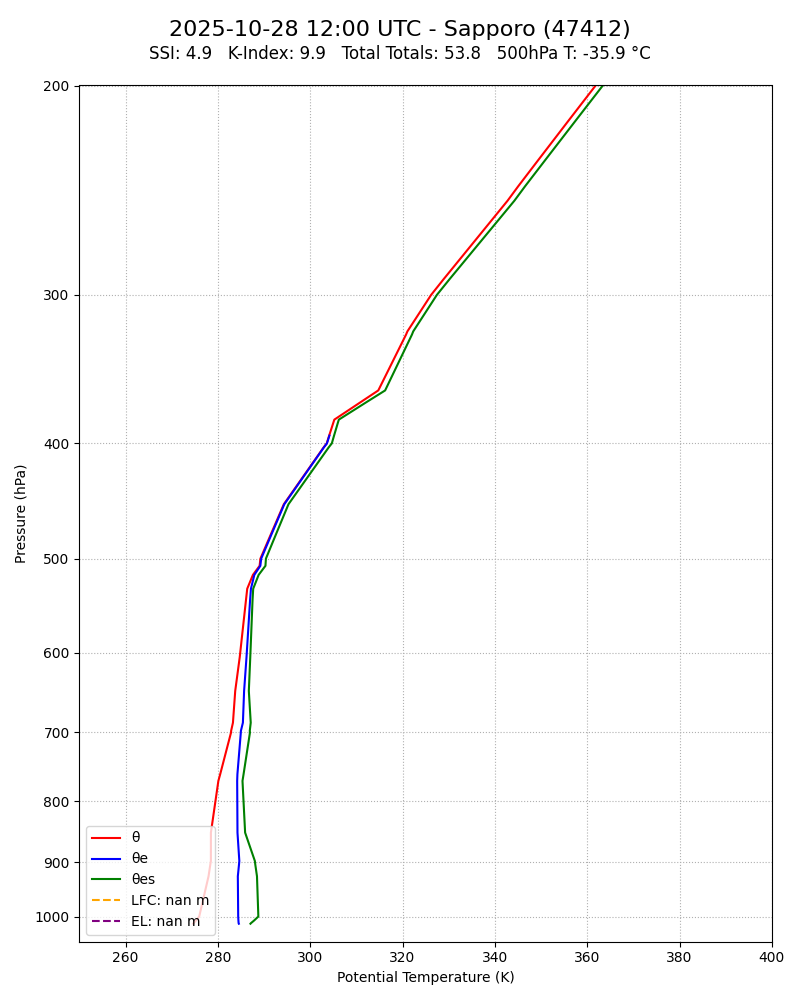 2025-10-28 12:00 UTC - Sapporo (47412)
SSI: 4.9   K-Index: 9.9   Total Totals: 53.8   500hPa T: -35.9 °C
200
300
400
500
600
700
800
900
1000
Pressure (hPa)
θ
θe
θes
LFC: nan m
EL: nan m
260 280 300 320 340 360 380 400
Potential Temperature (K)